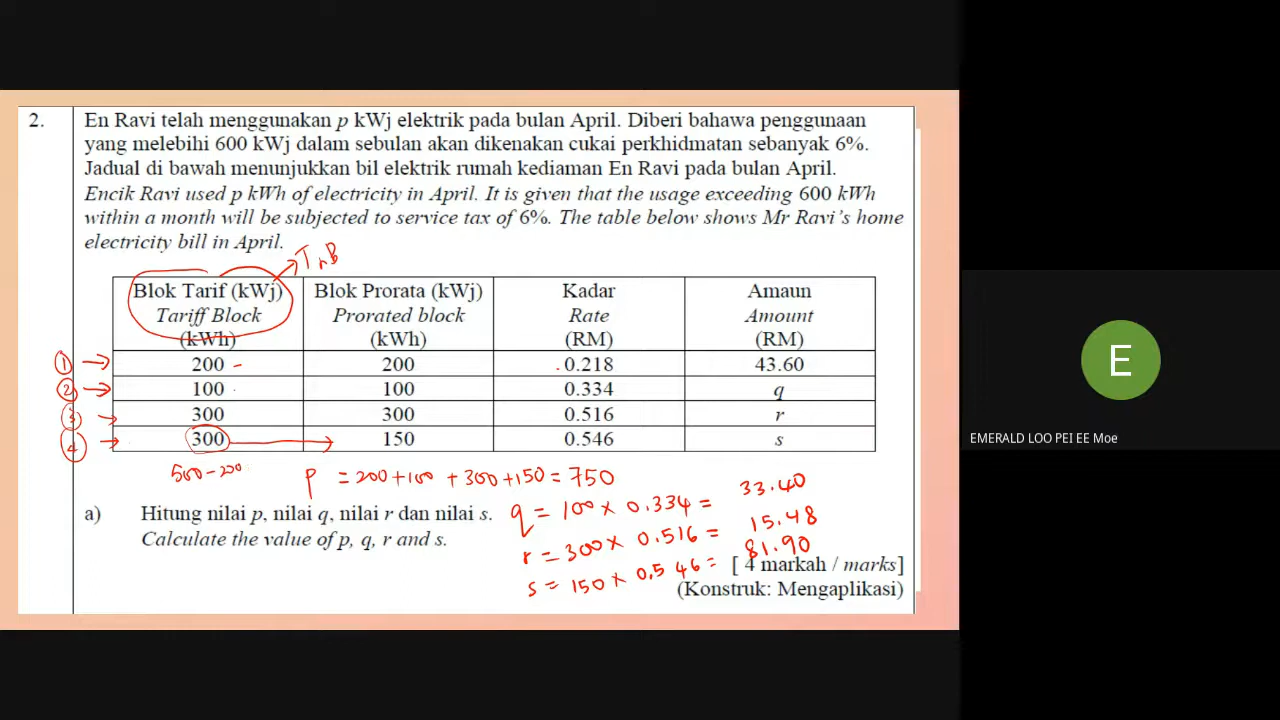 2. En Ravi telah menggunakan p kWj elektrik pada bulan April. Diberi bahawa penggunaan
yang melebihi 600 kWj dalam sebulan akan dikenakan cukai perkhidmatan sebanyak 6%.
Jadual di bawah menunjukkan bil elektrik rumah kediaman En Ravi pada bulan April.
Encik Ravi used p kWh of electricity in April. It is given that the usage exceeding 600 kWh
within a month will be subjected to service tax of 6%. The table below shows Mr Ravi's home
electricity bill in April.
TnB
Blok Tarif (kWj) Blok Prorata (kWj) Kadar Amaun
Tariff Block Prorated block Rate Amount
(kWh) (kWh) (RM) (RM)
① → 200 200 0.218 43.60
② → 100 100 0.334 q
③ → 300 300 0.516 r
④ → 300 150 0.546 s
500-200
p = 200+100+300+150=750
a) Hitung nilai p, nilai q, nilai r dan nilai s.
Calculate the value of p, q, r and s.
q = 100 × 0.334 = 33.40
r = 300 × 0.516 = 15.48
s = 150 × 0.546 = 81.90
[ 4 markah / marks]
(Konstruk: Mengaplikasi)
E
EMERALD LOO PEI EE Moe